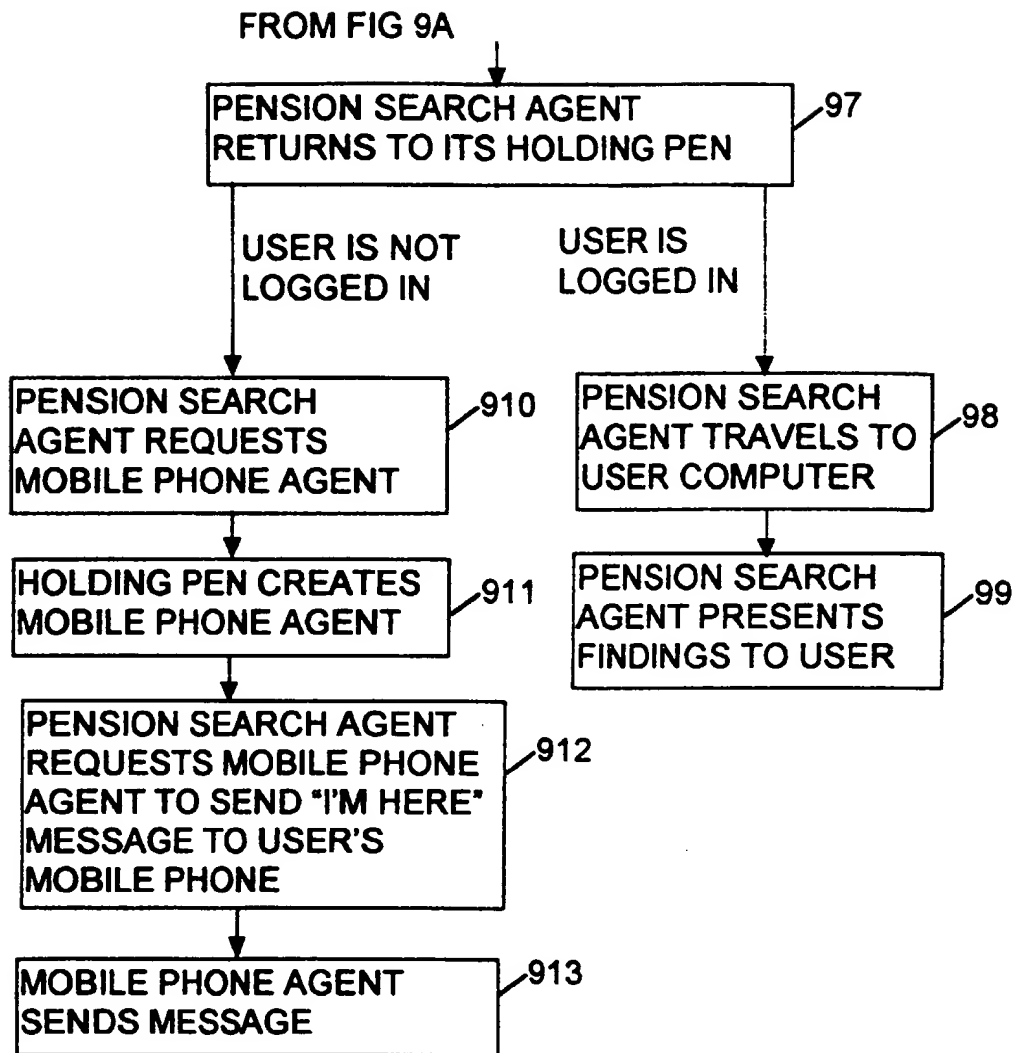 FROM FIG 9A
PENSION SEARCH AGENT
RETURNS TO ITS HOLDING PEN
97
USER IS NOT
LOGGED IN
USER IS
LOGGED IN
PENSION SEARCH
AGENT REQUESTS
MOBILE PHONE AGENT
910
PENSION SEARCH
AGENT TRAVELS TO
USER COMPUTER
98
HOLDING PEN CREATES
MOBILE PHONE AGENT
911
PENSION SEARCH
AGENT PRESENTS
FINDINGS TO USER
99
PENSION SEARCH AGENT
REQUESTS MOBILE PHONE
AGENT TO SEND "I'M HERE"
MESSAGE TO USER'S
MOBILE PHONE
912
MOBILE PHONE AGENT
SENDS MESSAGE
913